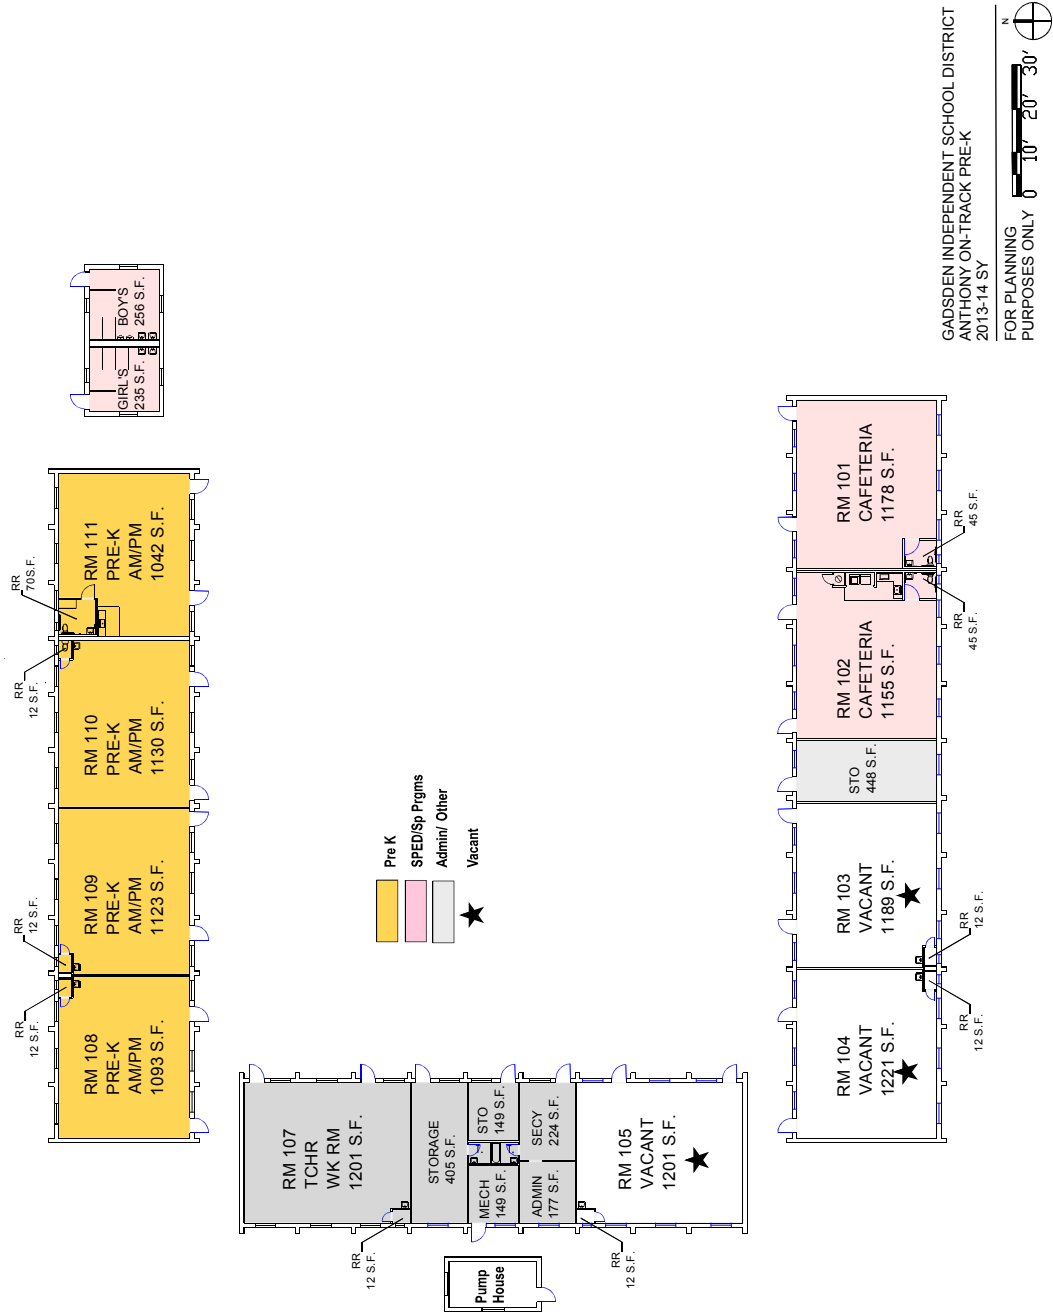 GADSDEN INDEPENDENT SCHOOL DISTRICT
ANTHONY ON-TRACK PRE-K
2013-14 SY
FOR PLANNING
PURPOSES ONLY
0 10' 20' 30'
N
GIRL'S
235 S.F.
BOY'S
256 S.F.
RM 111
PRE-K
AM/PM
1042 S.F.
RR
70S.F.
RR
12 S.F.
RM 110
PRE-K
AM/PM
1130 S.F.
RM 109
PRE-K
AM/PM
1123 S.F.
RR
12 S.F.
RR
12 S.F.
RM 108
PRE-K
AM/PM
1093 S.F.
Pre K
SPED/Sp Prgms
Admin/ Other
Vacant
RM 107
TCHR
WK RM
1201 S.F.
RR
12 S.F.
STORAGE
405 S.F.
STO
149 S.F.
MECH
149 S.F.
SECY
224 S.F.
ADMIN
177 S.F.
RM 105
VACANT
1201 S.F.
RR
12 S.F.
Pump
House
RM 101
CAFETERIA
1178 S.F.
RR
45 S.F.
RR
45 S.F.
RM 102
CAFETERIA
1155 S.F.
STO
448 S.F.
RM 103
VACANT
1189 S.F.
RR
12 S.F.
RR
12 S.F.
RM 104
VACANT
1221 S.F.